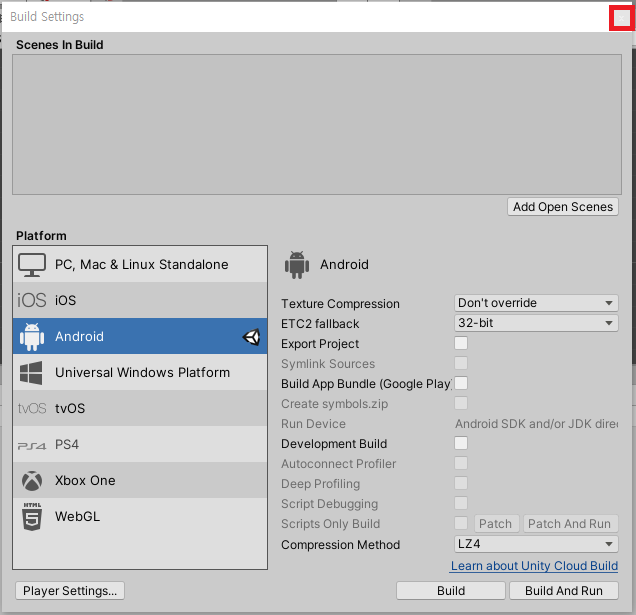 Build Settings
Scenes In Build
Add Open Scenes
Platform
PC, Mac & Linux Standalone
iOS iOS
Android
Universal Windows Platform
tvOS tvOS
PS4 PS4
Xbox One
HTML 5 WebGL
Android
Texture Compression Don't override
ETC2 fallback 32-bit
Export Project
Symlink Sources
Build App Bundle (Google Play
Create symbols.zip
Run Device Android SDK and/or JDK dire
Development Build
Autoconnect Profiler
Deep Profiling
Script Debugging
Scripts Only Build Patch Patch And Run
Compression Method LZ4
Learn about Unity Cloud Build
Player Settings... Build Build And Run